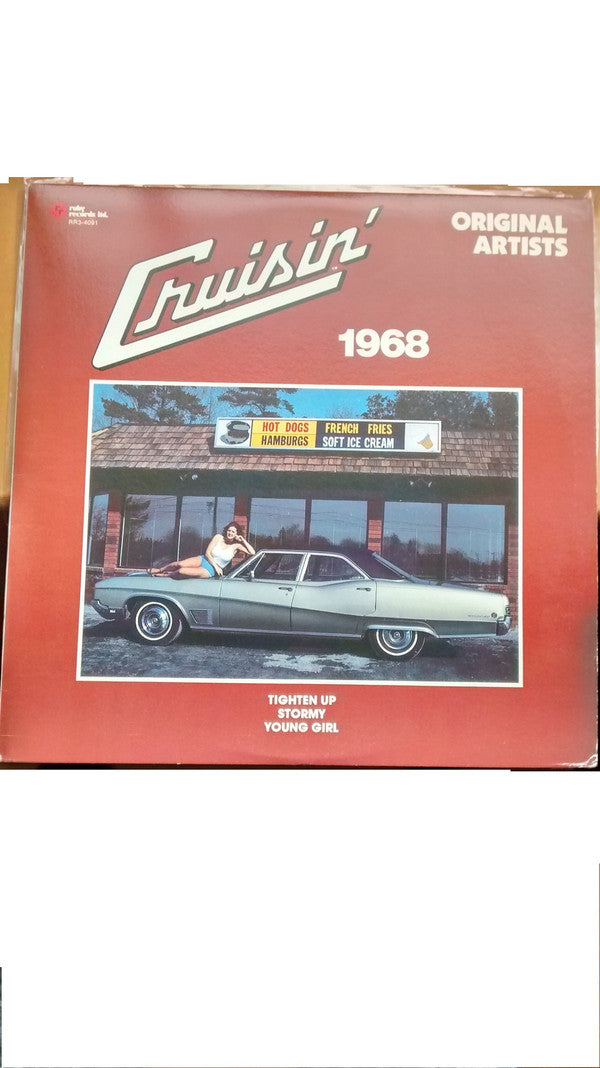 ruby
records ltd.
RR3-4091
ORIGINAL
ARTISTS
Cruisin'
1968
HOT DOGS
HAMBURGS
FRENCH FRIES
SOFT ICE CREAM
TIGHTEN UP
STORMY
YOUNG GIRL